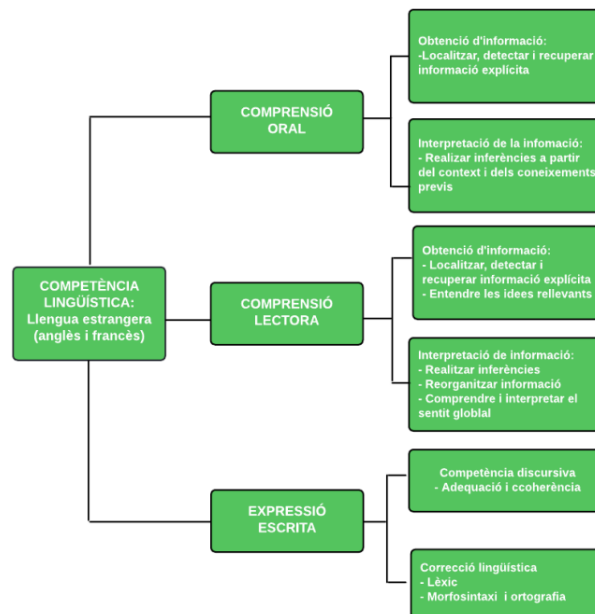 COMPETÈNCIA
LINGÜÍSTICA:
Llengua estrangera
(anglès i francès)
COMPRENSIÓ
ORAL
Obtenció d'informació:
-Localitzar, detectar i recuperar
informació explícita
Interpretació de la infomació:
- Realizar inferències a partir
del context i dels coneixements
previs
COMPRENSIÓ
LECTORA
Obtenció d'informació:
- Localitzar, detectar i
recuperar informació explícita
- Entendre les idees rellevants
Interpretació de informació:
- Realitzar inferències
- Reorganitzar informació
- Comprendre i interpretar el
sentit globlal
EXPRESSIÓ
ESCRITA
Competència discursiva
- Adequació i ccoherència
Correcció lingüística
- Lèxic
- Morfosintaxi i ortografia